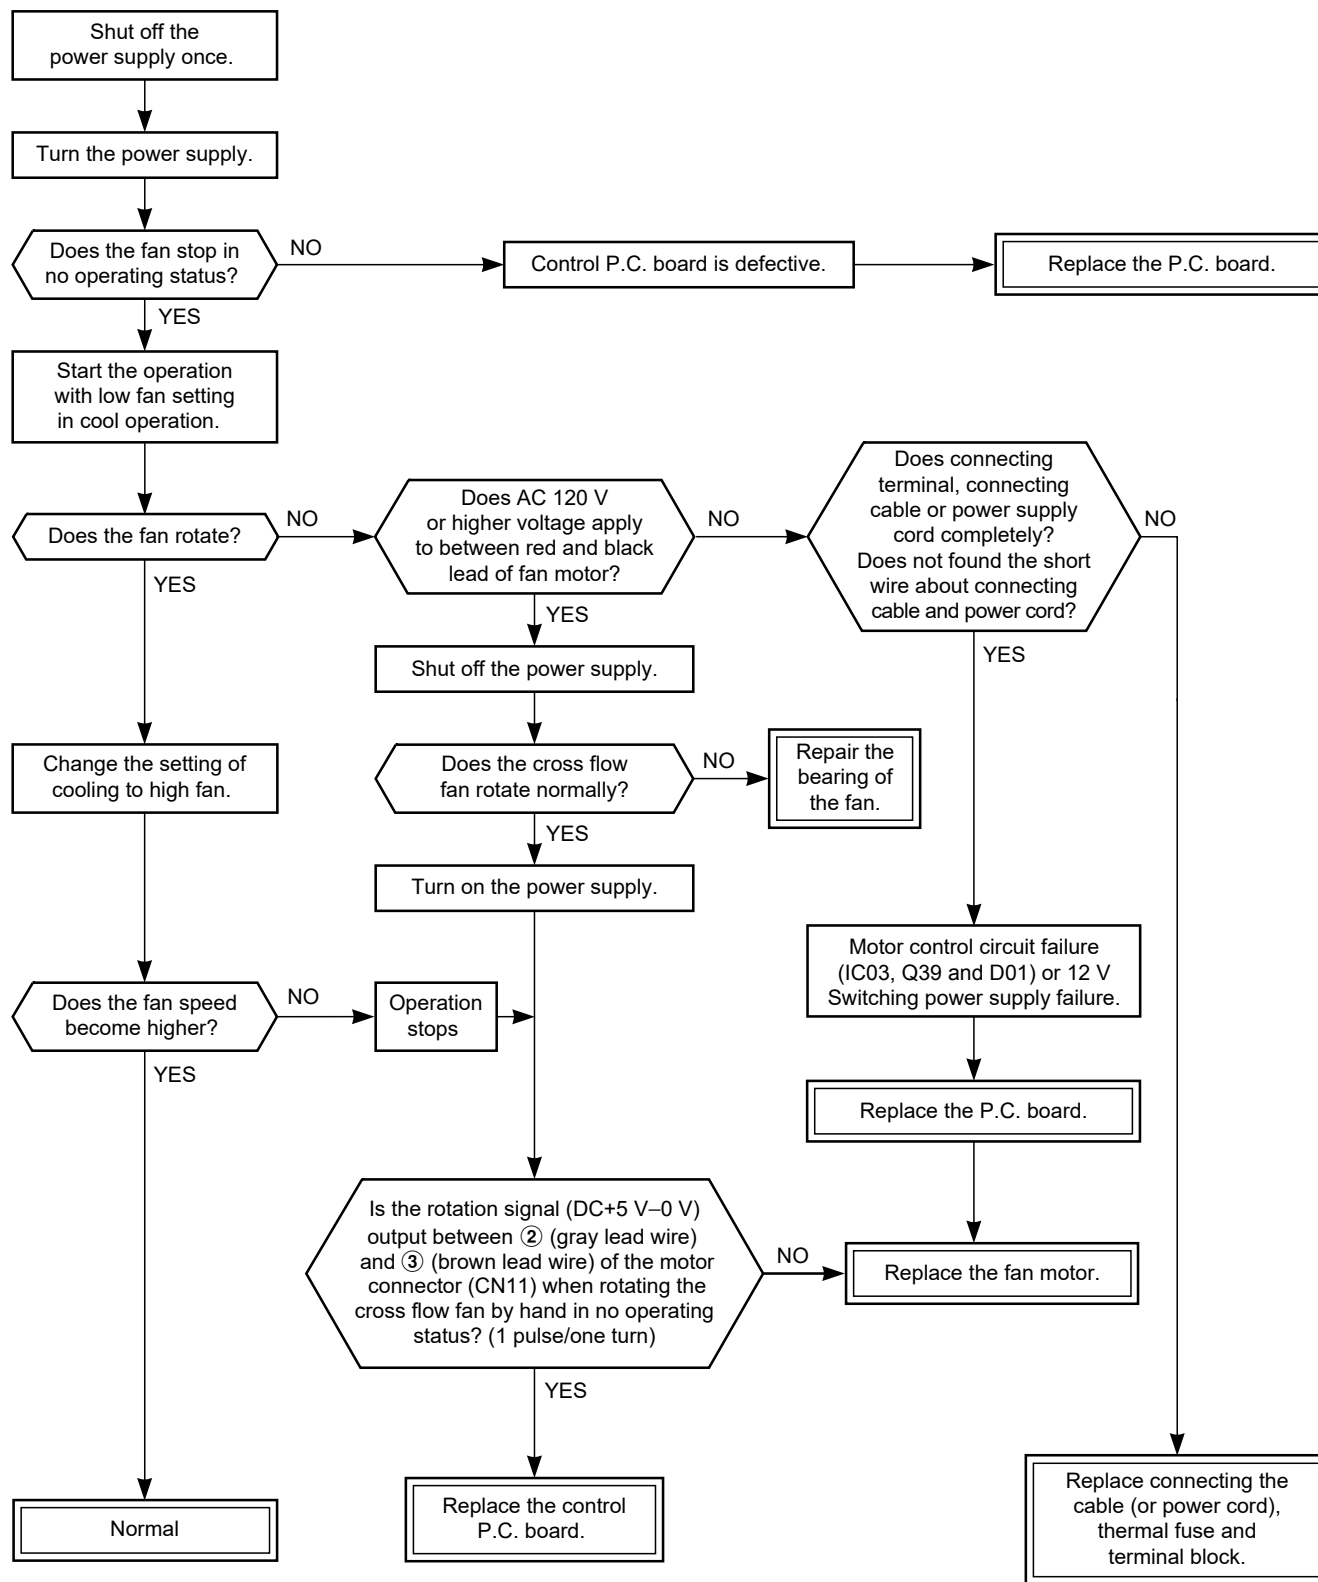 Shut off the
power supply once.
Turn the power supply.
Does the fan stop in
no operating status?
NO
Control P.C. board is defective.
Replace the P.C. board.
YES
Start the operation
with low fan setting
in cool operation.
Does the fan rotate?
NO
Does AC 120 V
or higher voltage apply
to between red and black
lead of fan motor?
NO
Does connecting
terminal, connecting
cable or power supply
cord completely?
Does not found the short
wire about connecting
cable and power cord?
NO
YES
YES
YES
Shut off the power supply.
Change the setting of
cooling to high fan.
Does the cross flow
fan rotate normally?
NO
Repair the
bearing of
the fan.
YES
Turn on the power supply.
Motor control circuit failure
(IC03, Q39 and D01) or 12 V
Switching power supply failure.
Does the fan speed
become higher?
NO
Operation
stops
YES
Replace the P.C. board.
Is the rotation signal (DC+5 V–0 V)
output between ② (gray lead wire)
and ③ (brown lead wire) of the motor
connector (CN11) when rotating the
cross flow fan by hand in no operating
status? (1 pulse/one turn)
NO
Replace the fan motor.
YES
Normal
Replace the control
P.C. board.
Replace connecting the
cable (or power cord),
thermal fuse and
terminal block.